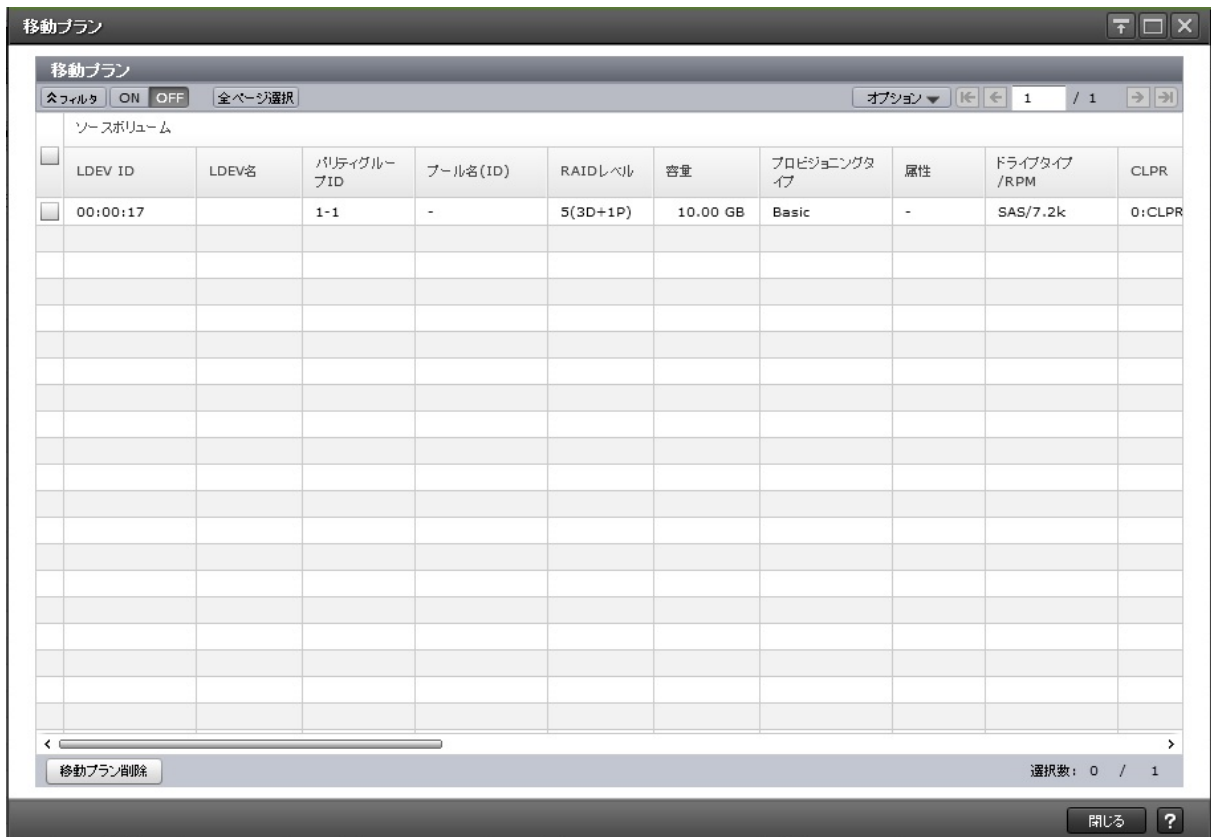 移動プラン
移動プラン
フィルタ ON OFF 全ページ選択 オプション 1 / 1
ソースボリューム
LDEV ID LDEV名 パリティグルー プール名(ID) RAIDレベル 容量 プロビジョニングタ 属性 ドライブタイプ CLPR
プID イプ /RPM
00:00:17 1-1 - 5(3D+1P) 10.00 GB Basic - SAS/7.2k 0:CLPR
移動プラン削除 選択数: 0 / 1
閉じる ?